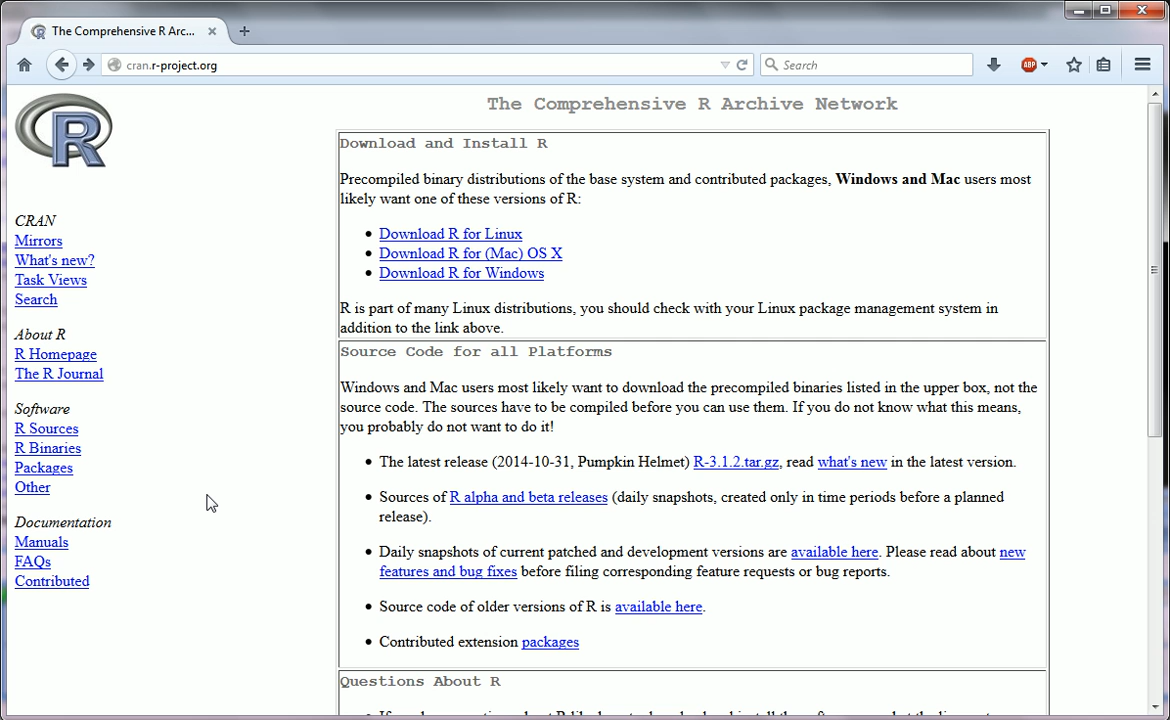 The Comprehensive R Arc...
cran.r-project.org
Search
ABP
R
CRAN
Mirrors
What's new?
Task Views
Search
About R
R Homepage
The R Journal
Software
R Sources
R Binaries
Packages
Other
Documentation
Manuals
FAQs
Contributed
The Comprehensive R Archive Network
Download and Install R
Precompiled binary distributions of the base system and contributed packages, Windows and Mac users most
likely want one of these versions of R:
• Download R for Linux
• Download R for (Mac) OS X
• Download R for Windows
R is part of many Linux distributions, you should check with your Linux package management system in
addition to the link above.
Source Code for all Platforms
Windows and Mac users most likely want to download the precompiled binaries listed in the upper box, not the
source code. The sources have to be compiled before you can use them. If you do not know what this means,
you probably do not want to do it!
• The latest release (2014-10-31, Pumpkin Helmet) R-3.1.2.tar.gz, read what's new in the latest version.
• Sources of R alpha and beta releases (daily snapshots, created only in time periods before a planned
release).
• Daily snapshots of current patched and development versions are available here. Please read about new
features and bug fixes before filing corresponding feature requests or bug reports.
• Source code of older versions of R is available here.
• Contributed extension packages
Questions About R